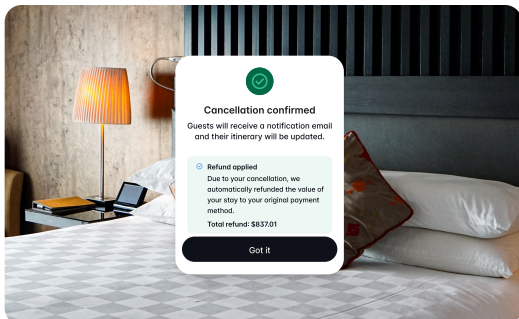 Cancellation confirmed
Guests will receive a notification email
and their itinerary will be updated.
Refund applied
Due to your cancellation, we
automatically refunded the value of
your stay to your original payment
method.
Total refund: $837.01
Got it